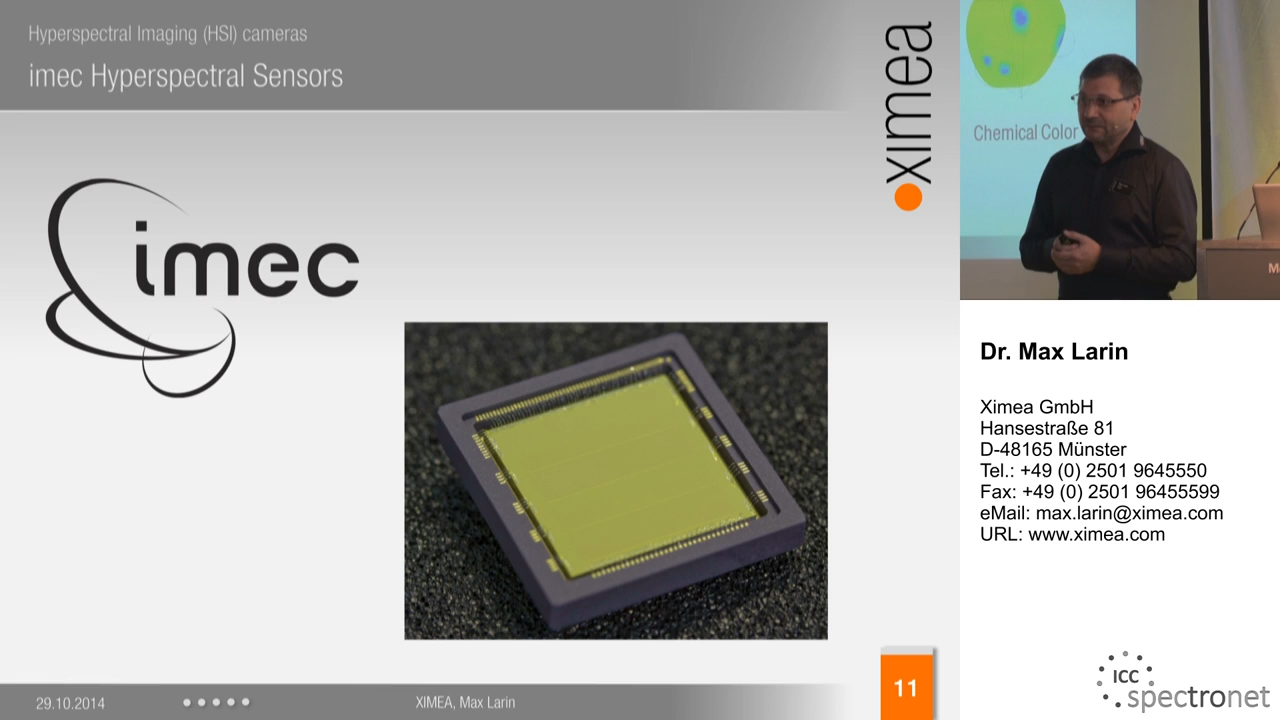 Hyperspectral Imaging (HSI) cameras
imec Hyperspectral Sensors
ximea
imec
29.10.2014
XIMEA, Max Larin
11
Chemical Color
Dr. Max Larin
Ximea GmbH
Hansestraße 81
D-48165 Münster
Tel.: +49 (0) 2501 9645550
Fax: +49 (0) 2501 96455599
eMail: max.larin@ximea.com
URL: www.ximea.com
ICC
spectronet